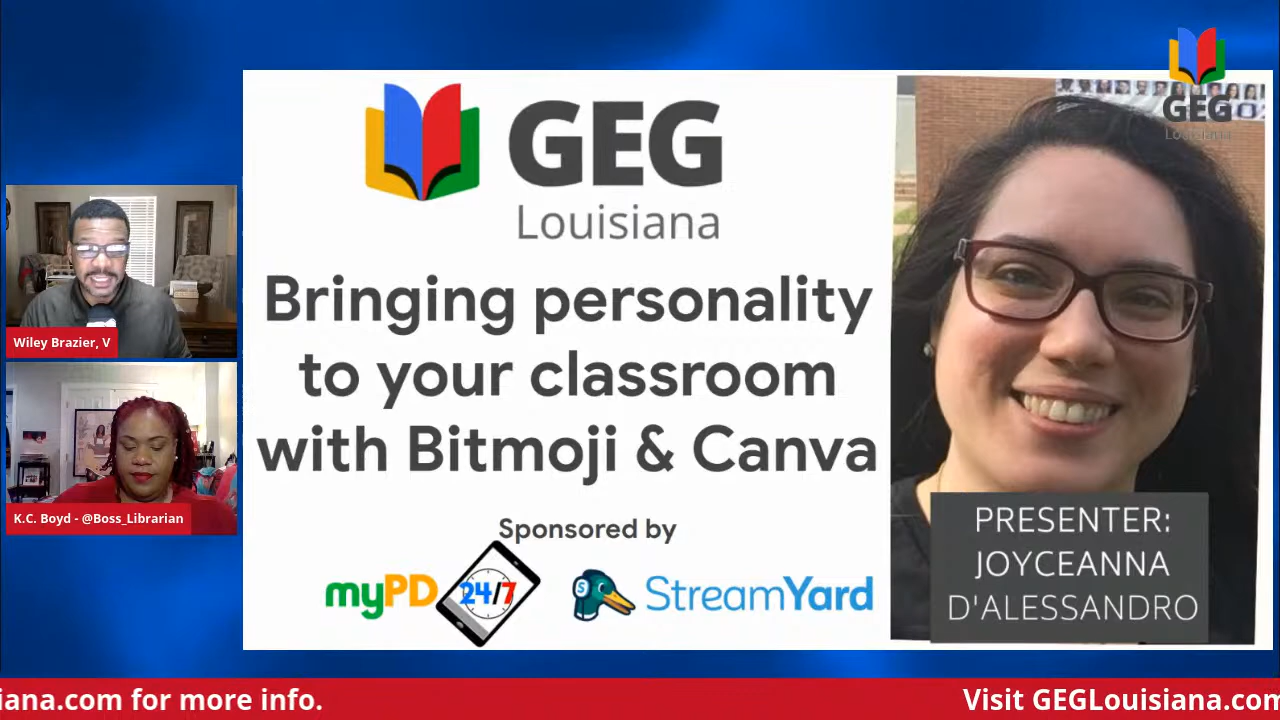 GEG
Louisiana
Bringing personality
to your classroom
with Bitmoji & Canva
Sponsored by
myPD 24/7
StreamYard
PRESENTER:
JOYCEANNA
D'ALESSANDRO
GEG
Louisiana
Wiley Brazier, V
K.C. Boyd - @Boss_Librarian
iana.com for more info.
Visit GEGLouisiana.com